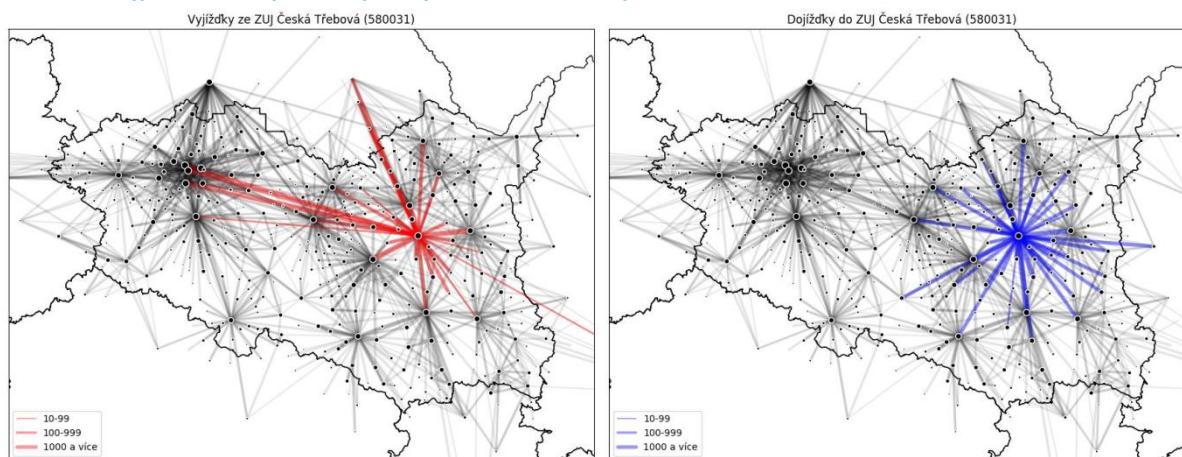 Vyjížďky ze ZUJ Česká Třebová (580031)
10-99
100-999
1000 a více
Dojížďky do ZUJ Česká Třebová (580031)
10-99
100-999
1000 a více